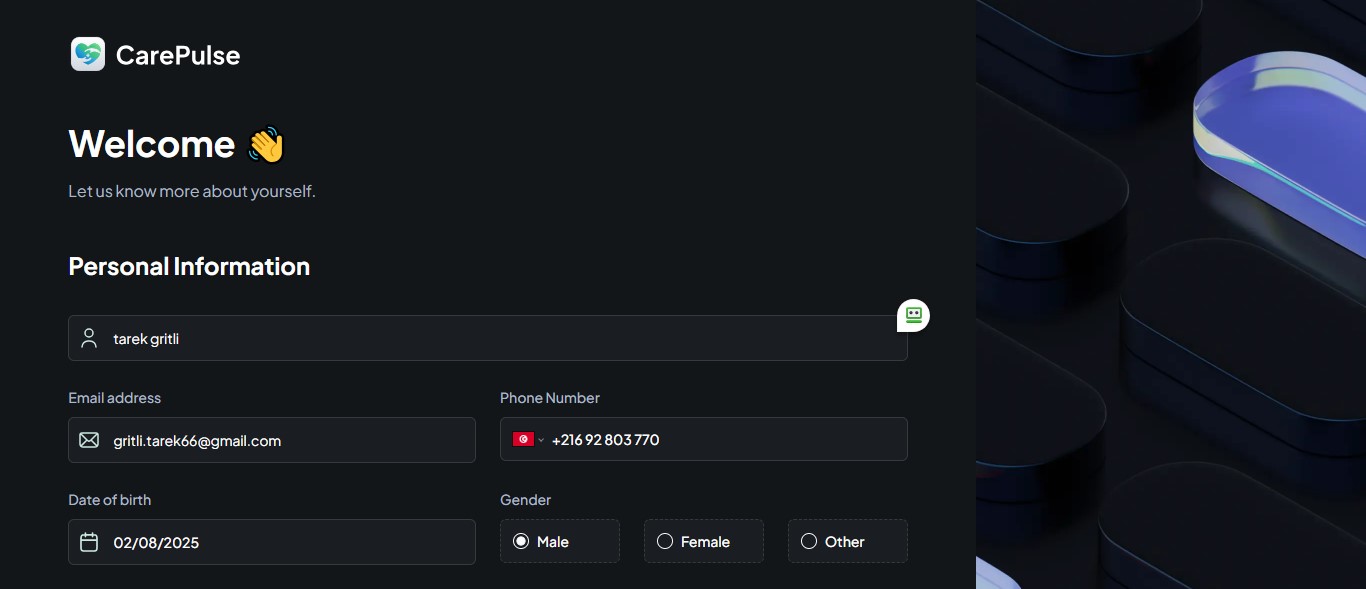 CarePulse
Welcome 👋
Let us know more about yourself.
Personal Information
tarek gritli
Email address
Phone Number
gritli.tarek66@gmail.com
+216 92 803 770
Date of birth
Gender
02/08/2025
Male
Female
Other